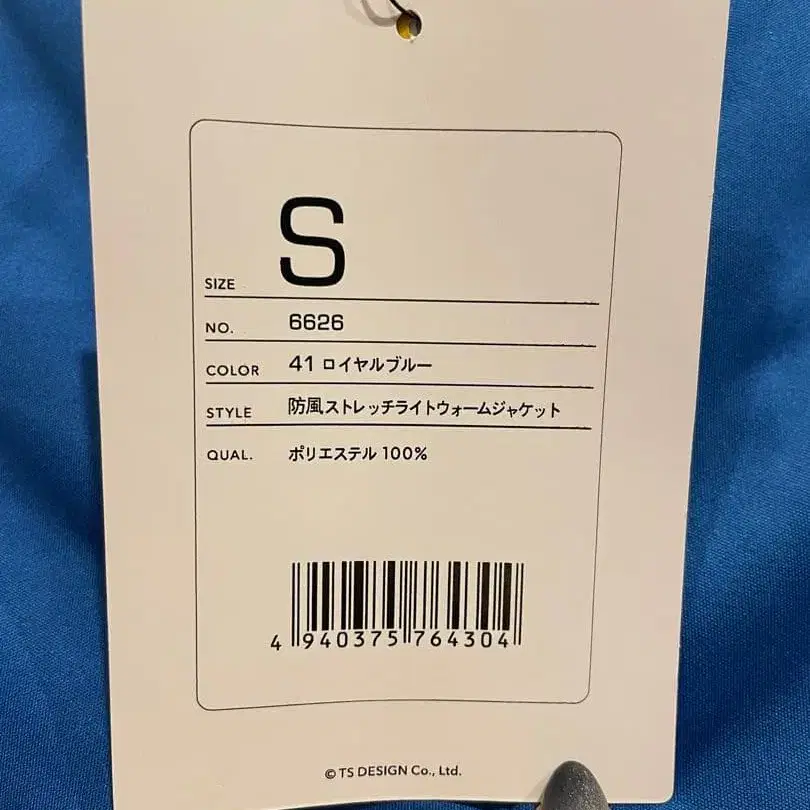 SIZE S
NO. 6626
COLOR 41 ロイヤルブルー
STYLE 防風ストレッチライトウォームジャケット
QUAL. ポリエステル 100%
4 940375 764304
© TS DESIGN Co., Ltd.